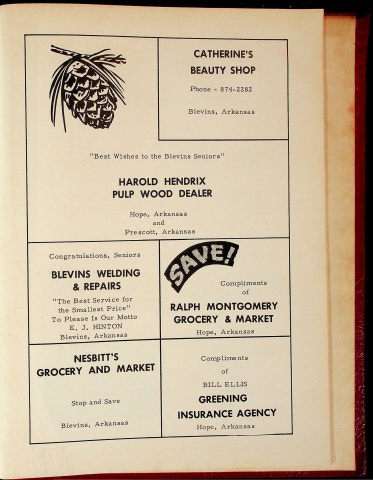 CATHERINE'S
BEAUTY SHOP
Phone - 874-2282
Blevins, Arkansas
"Best Wishes to the Blevins Seniors"
HAROLD HENDRIX
PULP WOOD DEALER
Hope, Arkansas
and
Prescott, Arkansas
Congratulations, Seniors
BLEVINS WELDING
& REPAIRS
"The Best Service for
the Smallest Price"
To Please Is Our Motto
E. J. HINTON
Blevins, Arkansas
SAVE!
Compliments
of
RALPH MONTGOMERY
GROCERY & MARKET
Hope, Arkansas
NESBITT'S
GROCERY AND MARKET
Stop and Save
Blevins, Arkansas
Compliments
of
BILL ELLIS
GREENING
INSURANCE AGENCY
Hope, Arkansas